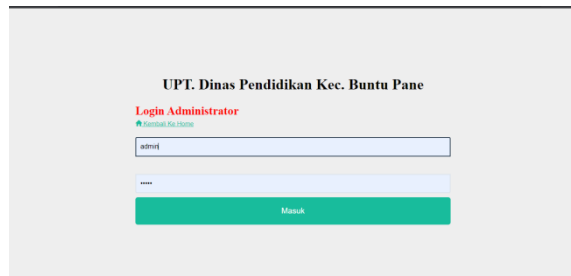 UPT. Dinas Pendidikan Kec. Buntu Pane
Login Administrator
Kembali Ke Home
admin
•••••
Masuk